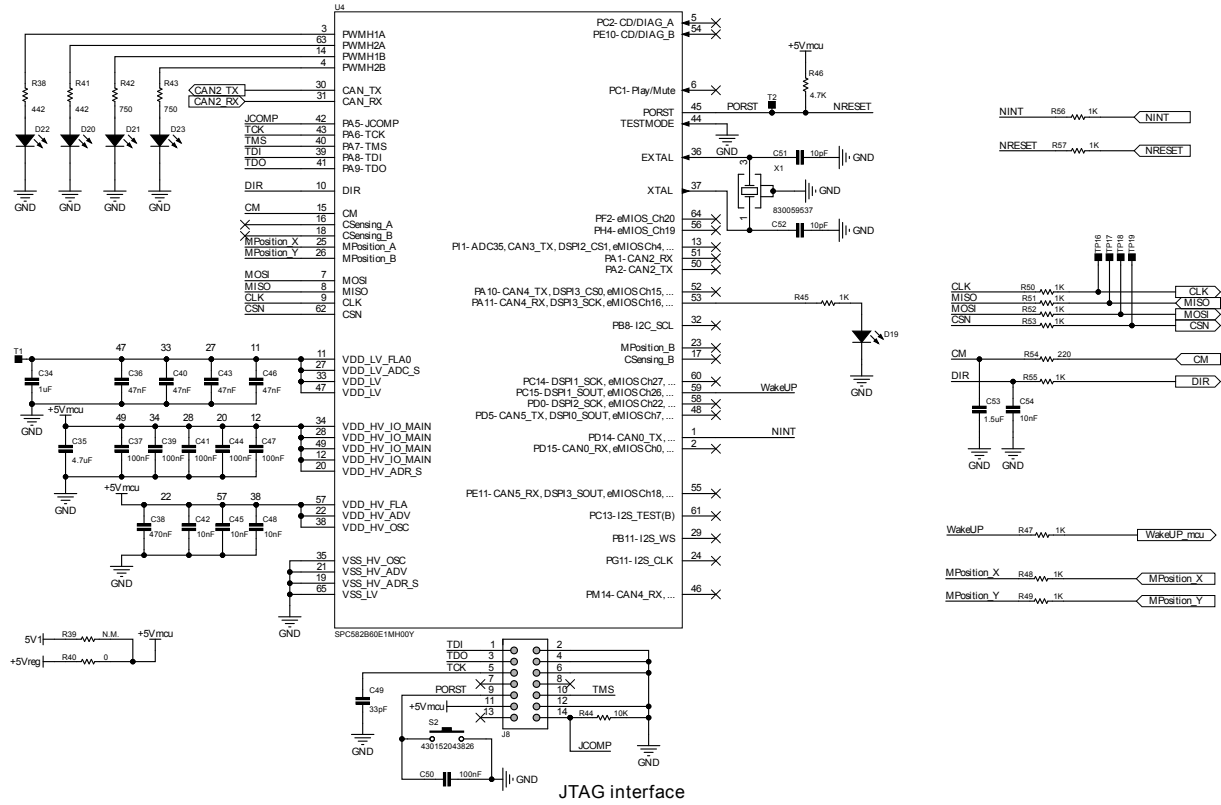 U4
3 PWMH1A
63 PWMH2A
14 PWMH1B
4 PWMH2B
CAN2_TX 30 CAN_TX
CAN2_RX 31 CAN_RX
JCOMP 42 PA5-JCOMP
TCK 43 PA6-TCK
TMS 40 PA7-TMS
TDI 39 PA8-TDI
TDO 41 PA9-TDO
DIR 10 DIR
CM 15 CM
16 CSensing_A
18 CSensing_B
MPosition_X 25 MPosition_A
MPosition_Y 26 MPosition_B
MOSI 7 MOSI
MISO 8 MISO
CLK 9 CLK
CSN 62 CSN
11 VDD_LV_FLA0
27 VDD_LV_ADC_S
33 VDD_LV
47 VDD_LV
34 VDD_HV_IO_MAIN
28 VDD_HV_IO_MAIN
49 VDD_HV_IO_MAIN
12 VDD_HV_IO_MAIN
20 VDD_HV_ADR_S
57 VDD_HV_FLA
22 VDD_HV_ADV
38 VDD_HV_OSC
35 VSS_HV_OSC
21 VSS_HV_ADV
19 VSS_HV_ADR_S
65 VSS_LV
GND
SPC582B60E1MH00Y
R38 R41 R42 R43
442 442 750 750
D22 D20 D21 D23
GND GND GND GND
T1 47 33 27 11
C34 C36 C40 C43 C46
1uF 47nF 47nF 47nF 47nF
GND
+5Vmcu 49 34 28 20 12
C35 C37 C39 C41 C44 C47
4.7uF 100nF 100nF 100nF 100nF 100nF
GND
+5Vmcu 22 57 38
C38 C42 C45 C48
470nF 10nF 10nF 10nF
GND
5V1 R39 N.M. +5Vmcu
+5Vreg R40 0
PC2-CD/DIAG_A 5
PE10-CD/DIAG_B 54
PC1-Play/Mute 6
PORST 45 PORST T2 NRESET
+5Vmcu
R46
4.7K
TESTMODE 44
GND
EXTAL 36 C51 10pF GND
3 X1
XTAL 37 GND
1 830059537
C52 10pF GND
PF2-eMIOS_Ch20 64
PH4-eMIOS_Ch19 56
PI1-ADC35, CAN3_TX, DSPI2_CS1, eMIOSCh4, ... 13
PA1-CAN2_RX 51
PA2-CAN2_TX 50
PA10-CAN4_TX, DSPI3_CS0, eMIOSCh15, ... 52
PA11-CAN4_RX, DSPI3_SCK, eMIOSCh16, ... 53
R45 1K
D19
GND
PB8-I2C_SCL 32
MPosition_B 23
CSensing_B 17
PC14-DSPI1_SCK, eMIOSCh27, ... 60
PC15-DSPI1_SOUT, eMIOSCh26, ... 59 WakeUP
PD0-DSPI2_SCK, eMIOSCh22, ... 58
PD5-CAN5_TX, DSPI0_SOUT, eMIOSCh7, ... 48
PD14-CAN0_TX, ... 1 NINT
PD15-CAN0_RX, eMIOSCh0, ... 2
PE11-CAN5_RX, DSPI3_SOUT, eMIOSCh18, ... 55
PC13-I2S_TEST(B) 61
PB11-I2S_WS 29
PG11-I2S_CLK 24
PM14-CAN4_RX, ... 46
NINT R56 1K NINT
NRESET R57 1K NRESET
TP16 TP17 TP18 TP19
CLK R50 1K CLK
MISO R51 1K MISO
MOSI R52 1K MOSI
CSN R53 1K CSN
CM R54 220 CM
DIR R55 1K DIR
C53 C54
1.5uF 10nF
GND GND
WakeUP R47 1K WakeUP_mcu
MPosition_X R48 1K MPosition_X
MPosition_Y R49 1K MPosition_Y
TDI 1 2
TDO 3 4
TCK 5 6
7 8
PORST 9 10 TMS
+5Vmcu 11 12
13 14 R44 10K
J8
JCOMP
GND
C49
33pF
GND
S2
430152043826
C50 100nF GND
JTAG interface